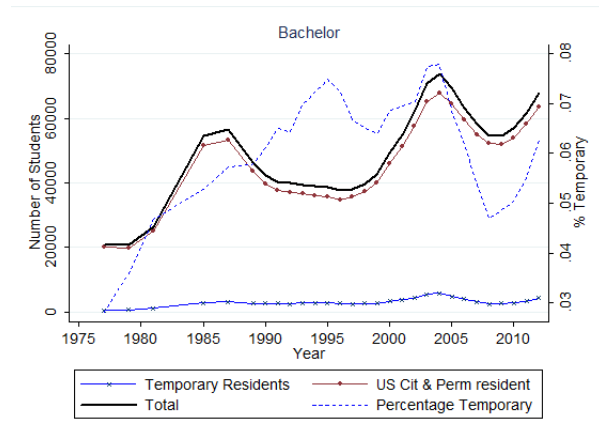 Bachelor
Number of Students
80000
60000
40000
20000
0
% Temporary
.08
.07
.06
.05
.04
.03
1975 1980 1985 1990 1995 2000 2005 2010
Year
Temporary Residents US Cit & Perm resident
Total Percentage Temporary